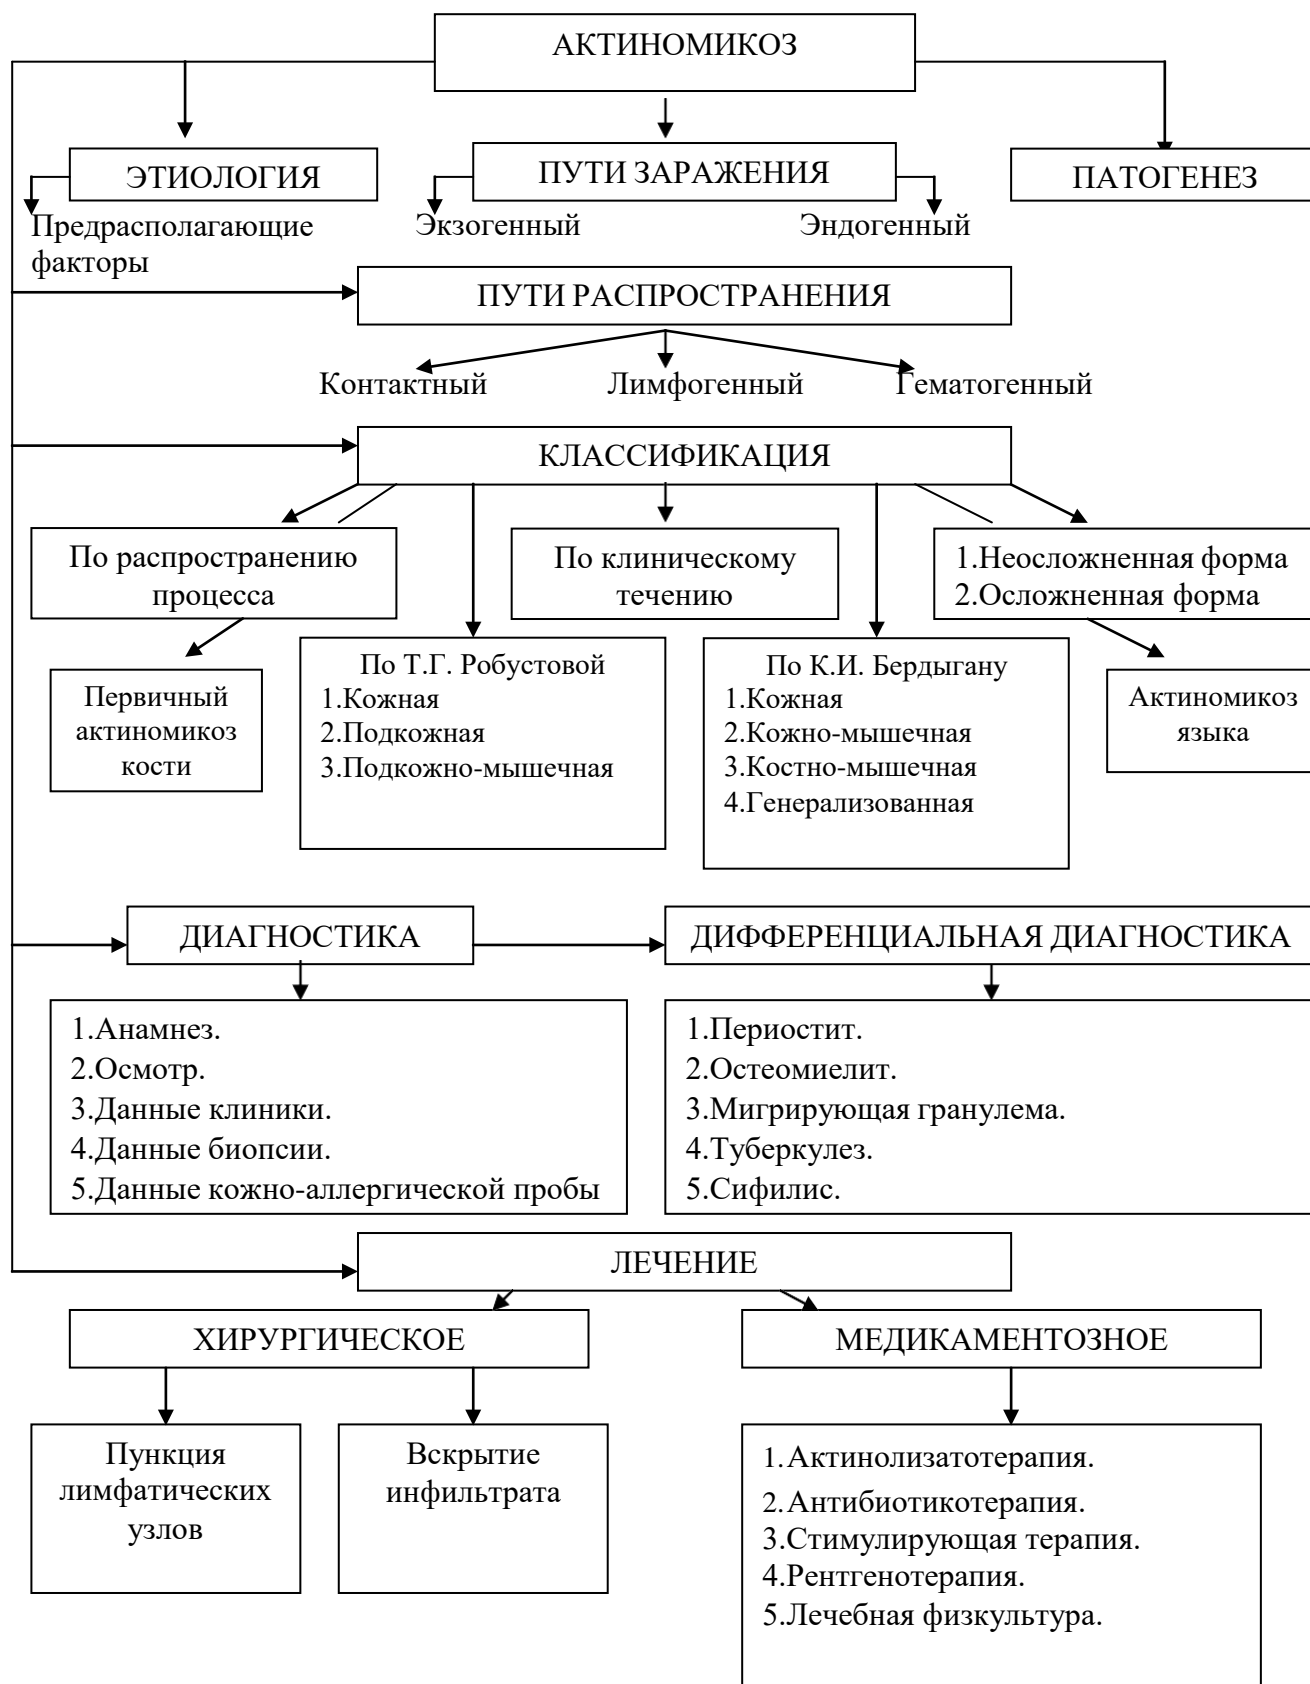 АКТИНОМИКОЗ
ЭТИОЛОГИЯ
ПУТИ ЗАРАЖЕНИЯ
ПАТОГЕНЕЗ
Предрасполагающие
факторы
Экзогенный
Эндогенный
ПУТИ РАСПРОСТРАНЕНИЯ
Контактный
Лимфогенный
Гематогенный
КЛАССИФИКАЦИЯ
По распространению
процесса
По клиническому
течению
1.Неосложненная форма
2.Осложненная форма
Первичный
актиномикоз
кости
По Т.Г. Робустовой
1.Кожная
2.Подкожная
3.Подкожно-мышечная
По К.И. Бердыгану
1.Кожная
2.Кожно-мышечная
3.Костно-мышечная
4.Генерализованная
Актиномикоз
языка
ДИАГНОСТИКА
ДИФФЕРЕНЦИАЛЬНАЯ ДИАГНОСТИКА
1.Анамнез.
2.Осмотр.
3.Данные клиники.
4.Данные биопсии.
5.Данные кожно-аллергической пробы
1.Периостит.
2.Остеомиелит.
3.Мигрирующая гранулема.
4.Туберкулез.
5.Сифилис.
ЛЕЧЕНИЕ
ХИРУРГИЧЕСКОЕ
МЕДИКАМЕНТОЗНОЕ
Пункция
лимфатических
узлов
Вскрытие
инфильтрата
1.Актинолизатотерапия.
2.Антибиотикотерапия.
3.Стимулирующая терапия.
4.Рентгенотерапия.
5.Лечебная физкультура.